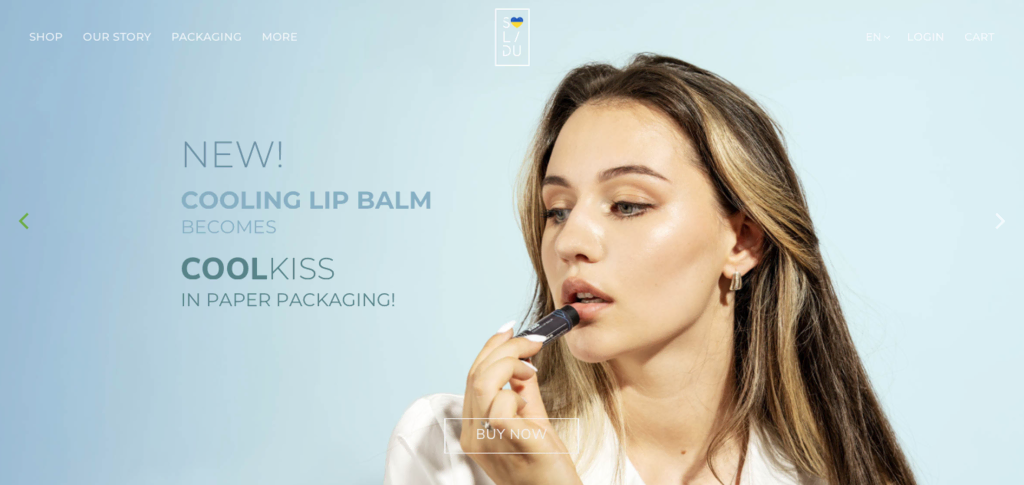 SHOP OUR STORY PACKAGING MORE
S
L/
DU
EN LOGIN CART
NEW!
COOLING LIP BALM
BECOMES
COOLKISS
IN PAPER PACKAGING!
BUY NOW